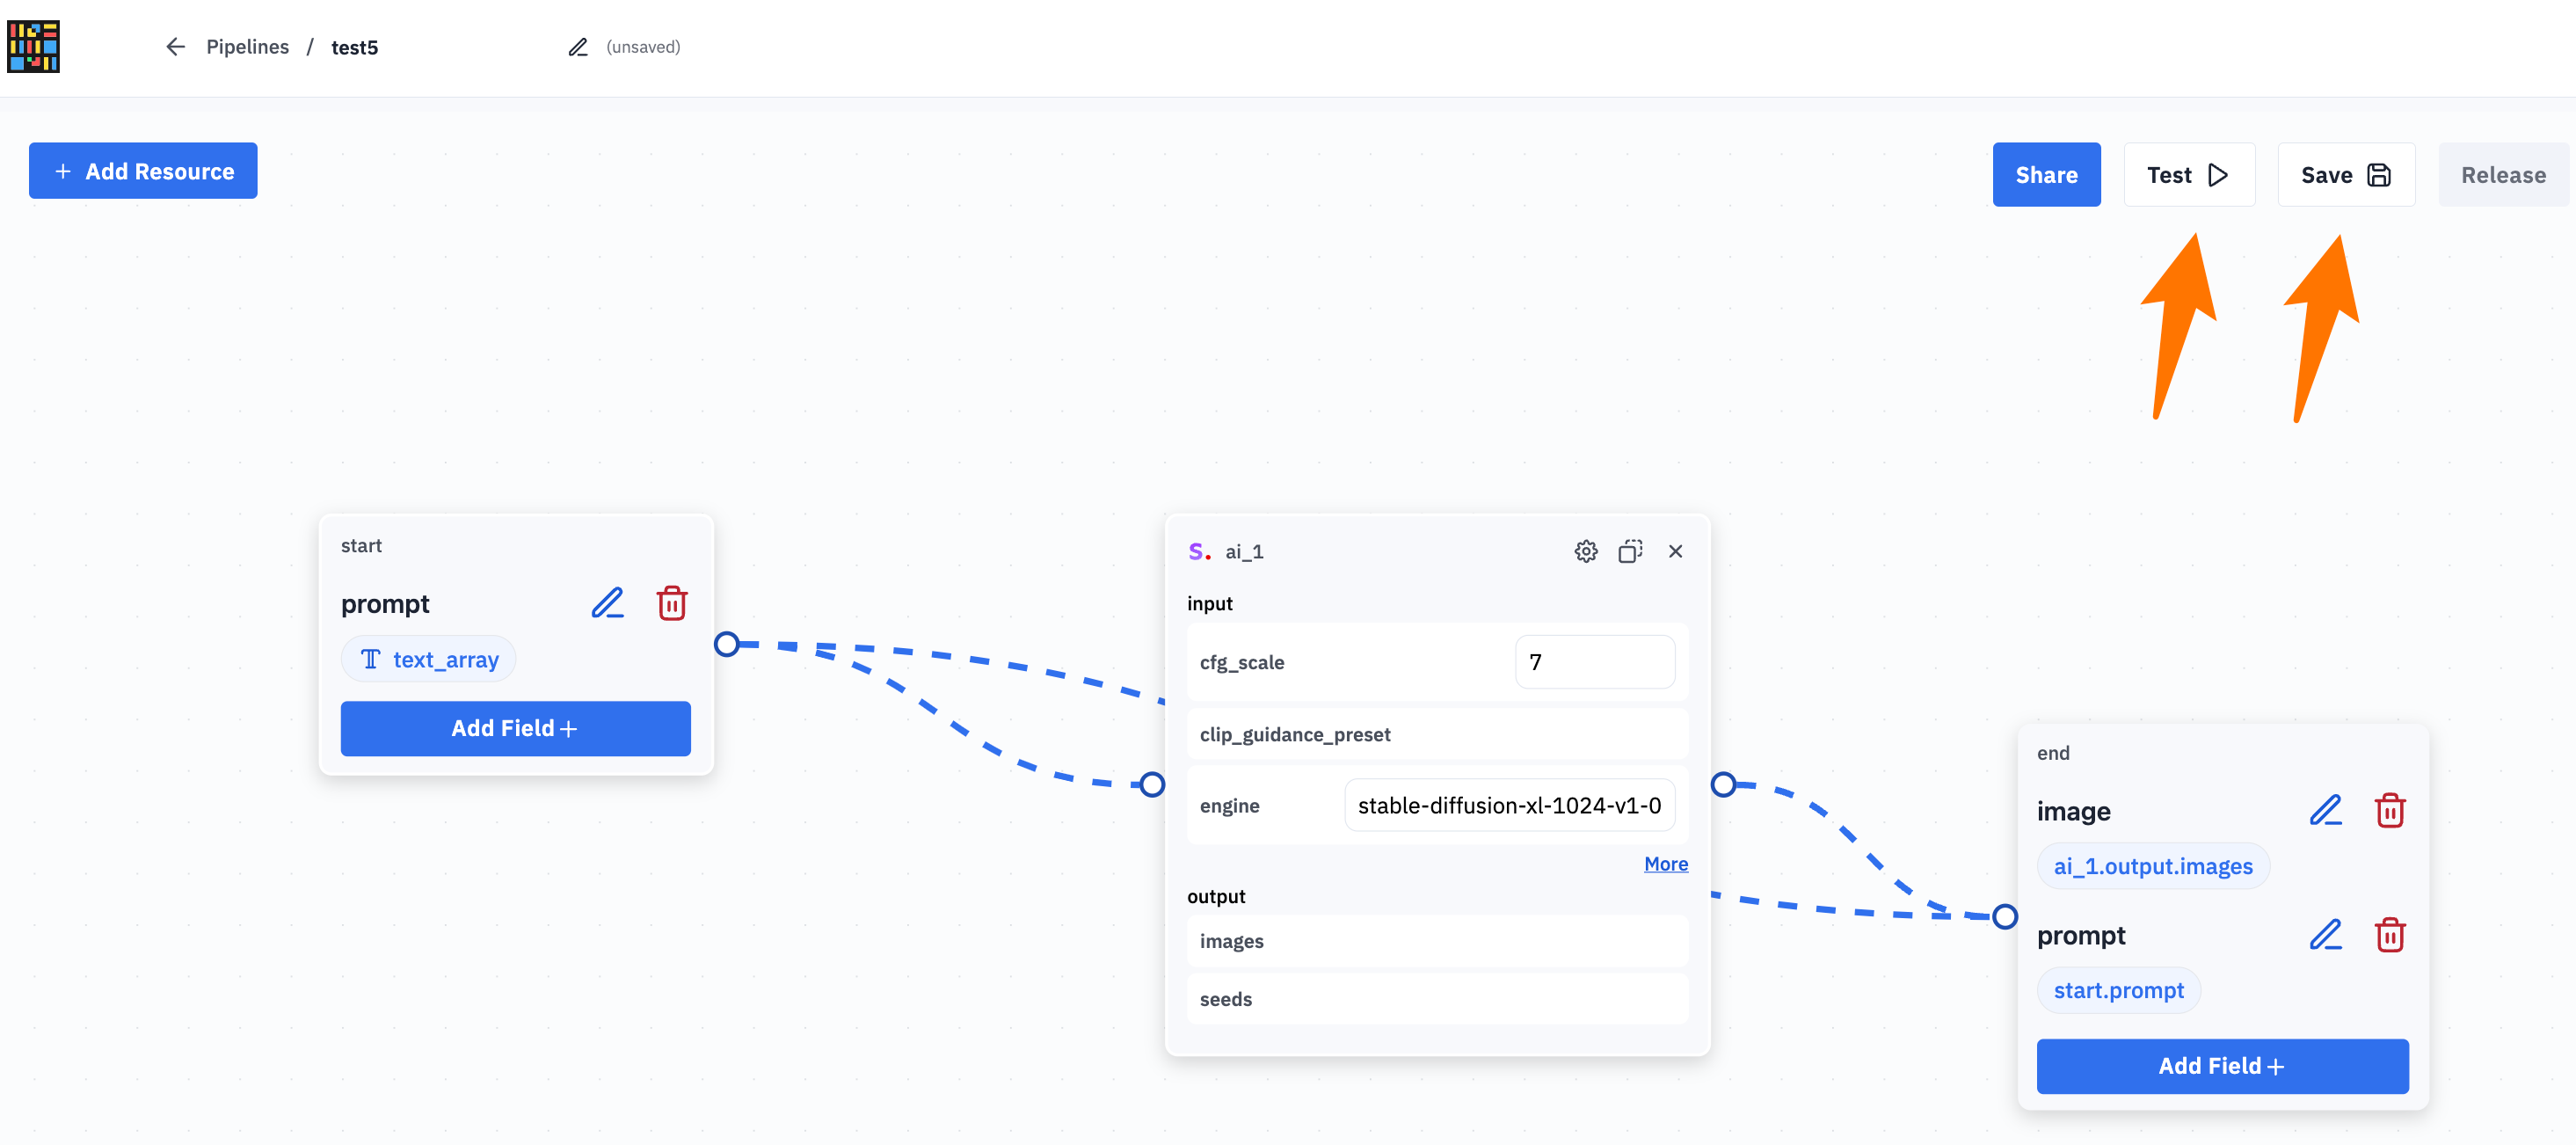 Pipelines / test5 (unsaved)
+ Add Resource
Share
Test
Save
Release
start
prompt
text_array
Add Field +
S. ai_1
input
cfg_scale 7
clip_guidance_preset
engine stable-diffusion-xl-1024-v1-0
More
output
images
seeds
end
image
ai_1.output.images
prompt
start.prompt
Add Field +